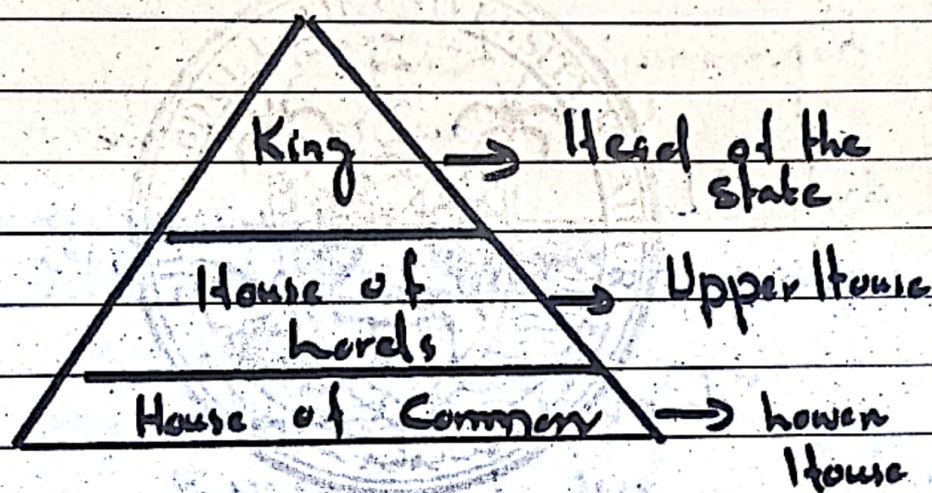 King → Head of the
state
House of → Upper House
Lords
House of Common → Lower
House